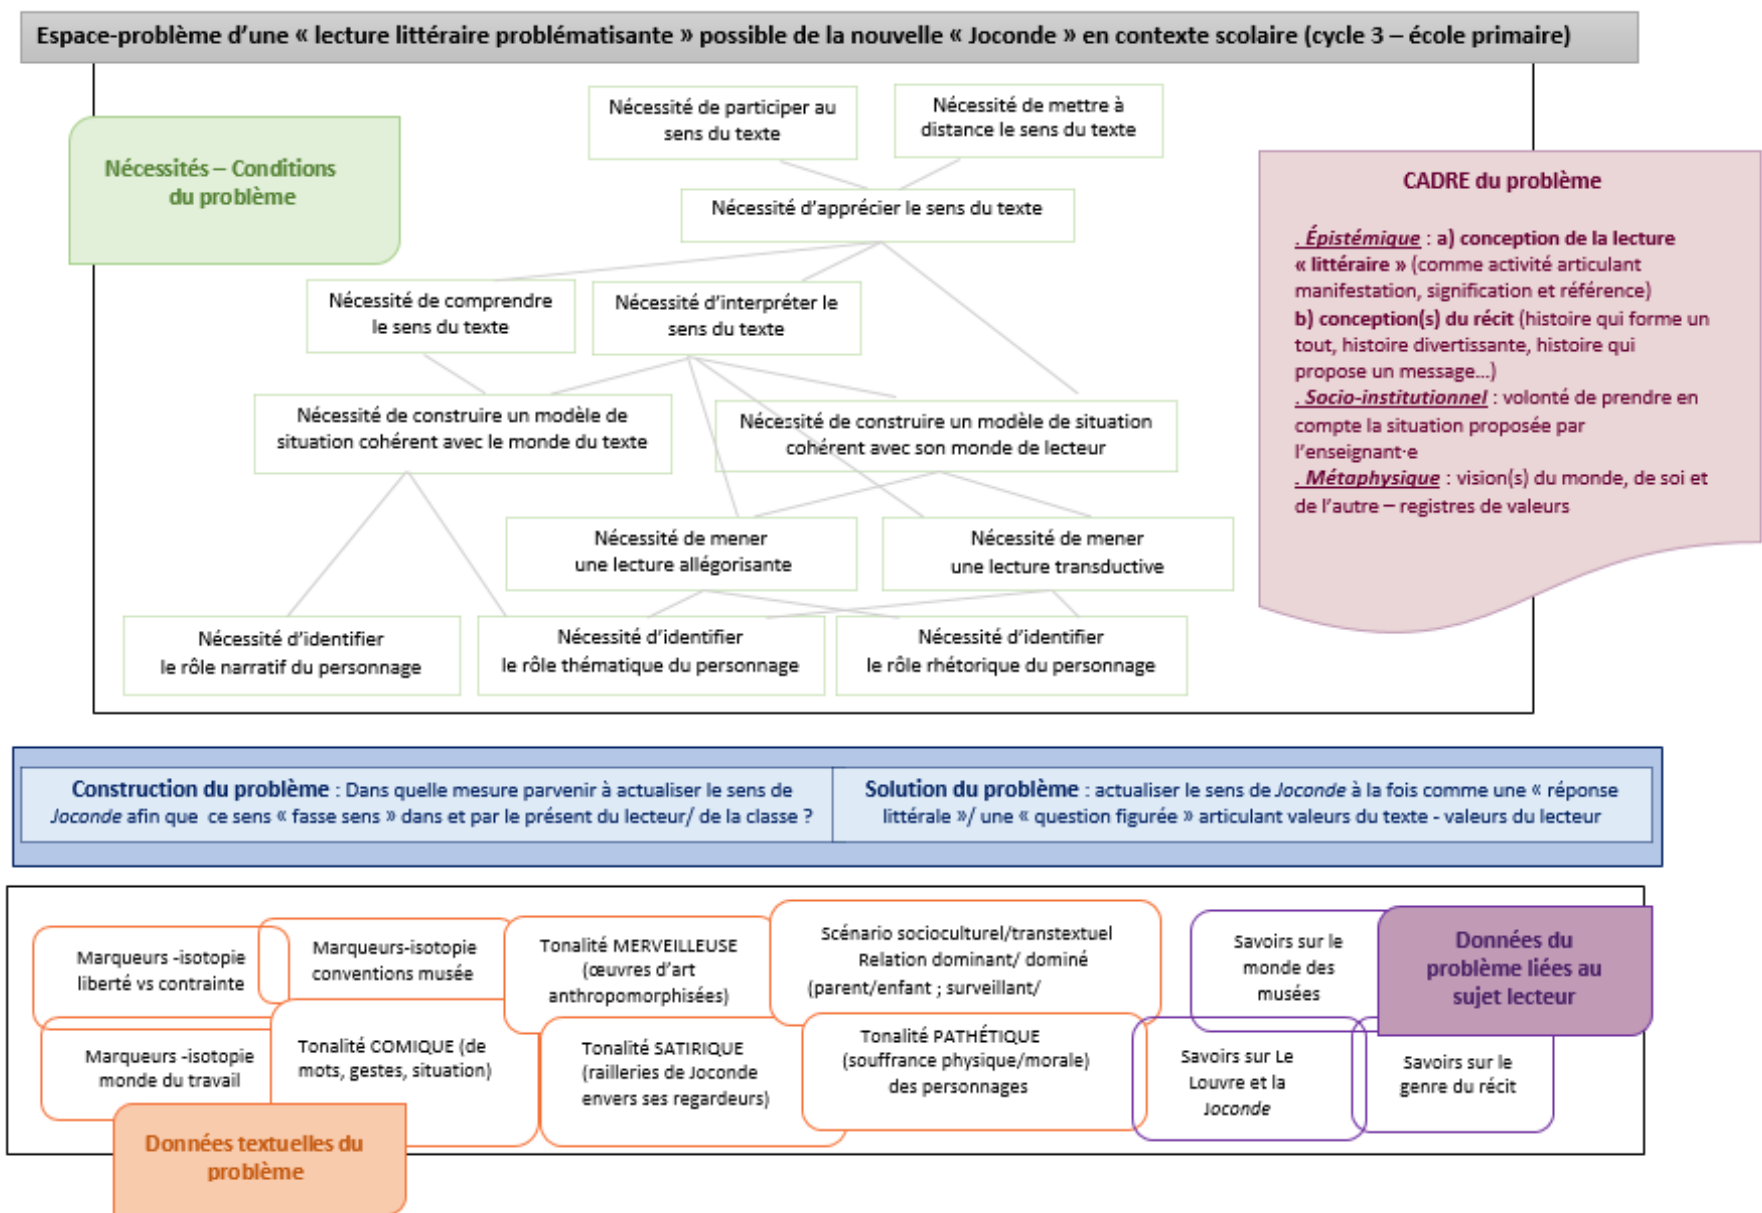 Espace-problème d’une « lecture littéraire problématisante » possible de la nouvelle « Joconde » en contexte scolaire (cycle 3 – école primaire)
Nécessités – Conditions
du problème
Nécessité de participer au
sens du texte
Nécessité de mettre à
distance le sens du texte
Nécessité d’apprécier le sens du texte
Nécessité de comprendre
le sens du texte
Nécessité d’interpréter le
sens du texte
Nécessité de construire un modèle de
situation cohérent avec le monde du texte
Nécessité de construire un modèle de situation
cohérent avec son monde de lecteur
Nécessité de mener
une lecture allégorisante
Nécessité de mener
une lecture transductive
Nécessité d’identifier
le rôle narratif du personnage
Nécessité d’identifier
le rôle thématique du personnage
Nécessité d’identifier
le rôle rhétorique du personnage
CADRE du problème
. Épistémique : a) conception de la lecture
« littéraire » (comme activité articulant
manifestation, signification et référence)
b) conception(s) du récit (histoire qui forme un
tout, histoire divertissante, histoire qui
propose un message…)
. Socio-institutionnel : volonté de prendre en
compte la situation proposée par
l’enseignant·e
. Métaphysique : vision(s) du monde, de soi et
de l’autre – registres de valeurs
Construction du problème : Dans quelle mesure parvenir à actualiser le sens de
Joconde afin que ce sens « fasse sens » dans et par le présent du lecteur/ de la classe ?
Solution du problème : actualiser le sens de Joconde à la fois comme une « réponse
littérale »/ une « question figurée » articulant valeurs du texte - valeurs du lecteur
Marqueurs -isotopie
liberté vs contrainte
Marqueurs-isotopie
conventions musée
Tonalité MERVEILLEUSE
(œuvres d’art
anthropomorphisées)
Scénario socioculturel/transtextuel
Relation dominant/ dominé
(parent/enfant ; surveillant/
Savoirs sur le
monde des
musées
Données du
problème liées au
sujet lecteur
Marqueurs -isotopie
monde du travail
Tonalité COMIQUE (de
mots, gestes, situation)
Tonalité SATIRIQUE
(railleries de Joconde
envers ses regardeurs)
Tonalité PATHÉTIQUE
(souffrance physique/morale)
des personnages
Savoirs sur Le
Louvre et la
Joconde
Savoirs sur le
genre du récit
Données textuelles du
problème